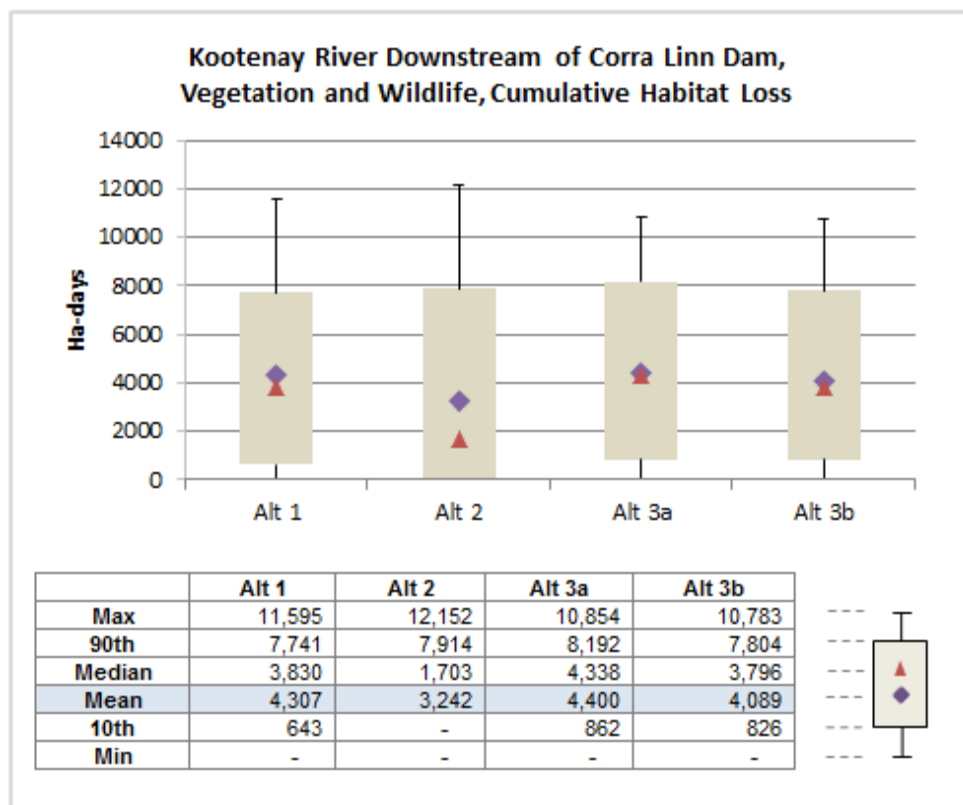 Kootenay River Downstream of Corra Linn Dam,
Vegetation and Wildlife, Cumulative Habitat Loss
14000
12000
10000
8000
6000
4000
2000
0
Ha-days
Alt 1 Alt 2 Alt 3a Alt 3b
Alt 1 Alt 2 Alt 3a Alt 3b
Max 11,595 12,152 10,854 10,783
90th 7,741 7,914 8,192 7,804
Median 3,830 1,703 4,338 3,796
Mean 4,307 3,242 4,400 4,089
10th 643 - 862 826
Min - - - -